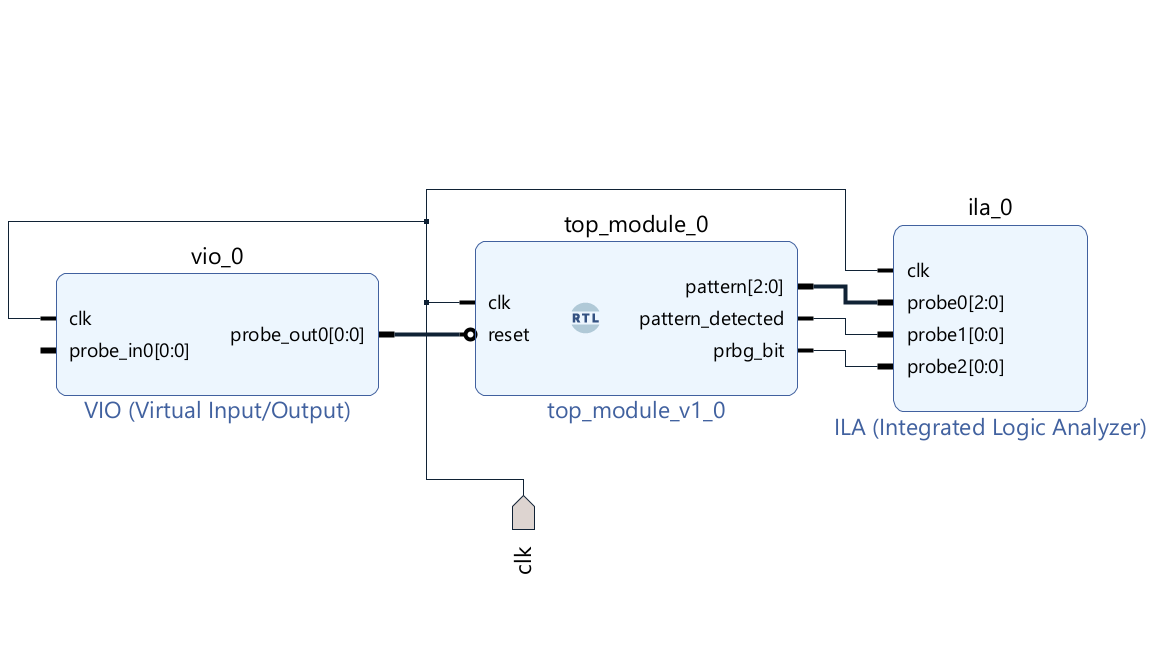 ila_0
top_module_0
vio_0
clk
probe_in0[0:0]
probe_out0[0:0]
VIO (Virtual Input/Output)
clk
reset
RTL
pattern[2:0]
pattern_detected
prbg_bit
top_module_v1_0
clk
probe0[2:0]
probe1[0:0]
probe2[0:0]
ILA (Integrated Logic Analyzer)
clk